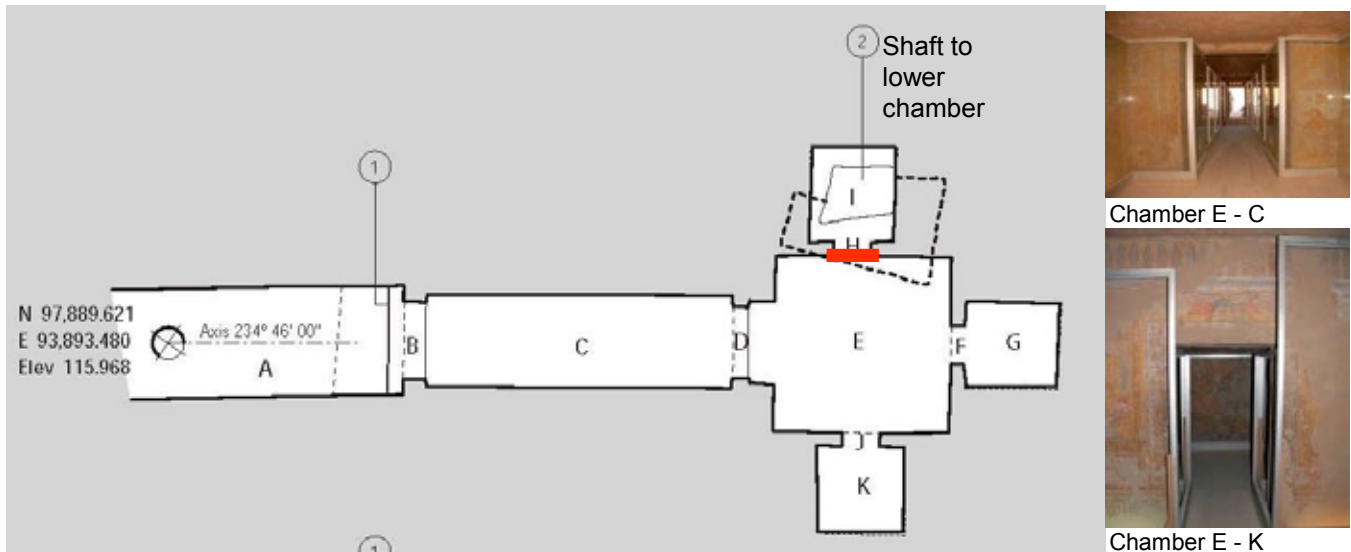 2 Shaft to
lower
chamber
1
I
H
N 97,889.621
E 93,893.480
Elev 115.968
Axis 234º 46' 00"
A
B
C
D
E
F
G
J
K
1
Chamber E - C
Chamber E - K